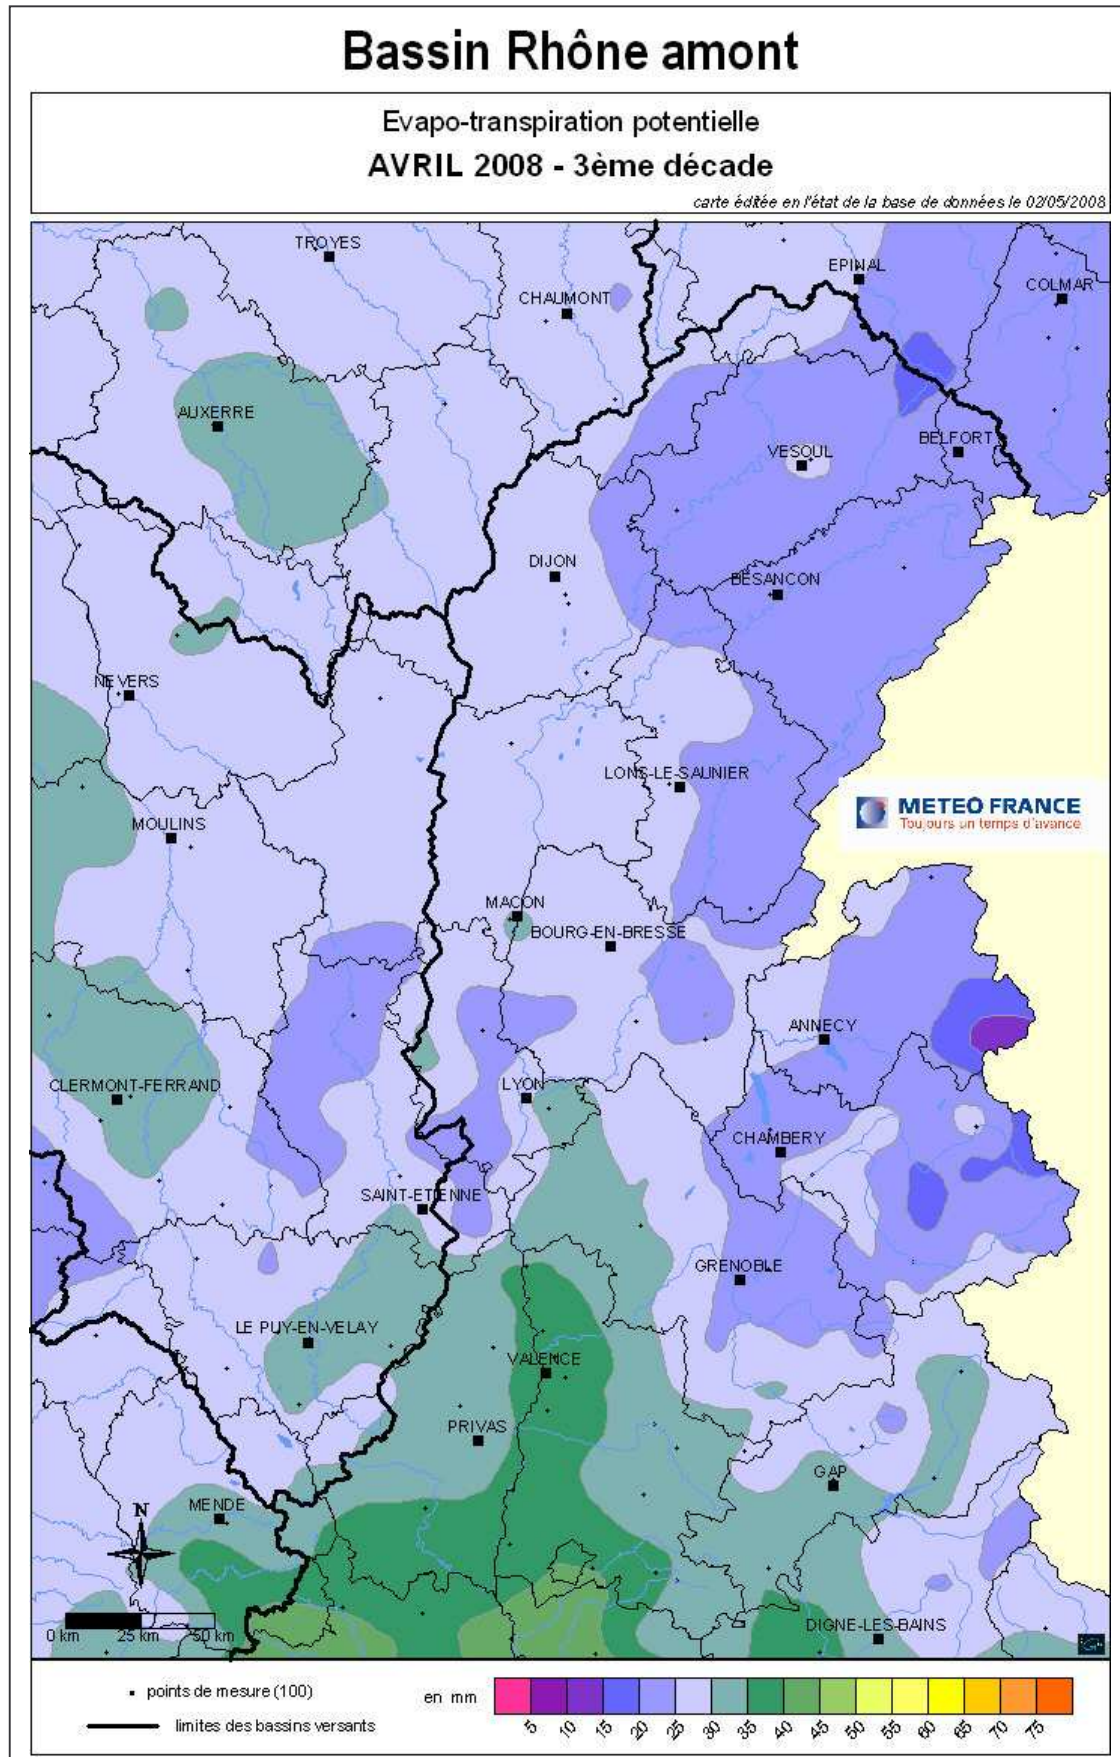 Bassin Rhône amont
Evapo-transpiration potentielle
AVRIL 2008 - 3ème décade
carte éditée en l'état de la base de données le 02/05/2008
TROYES
EPINAL
CHAUMONT
COLMAR
AUXERRE
BELFORT
VESOUL
DIJON
BESANCON
NEVERS
LONS-LE-SAUNIER
METEO FRANCE
Toujours un temps d'avance
MOULINS
MACON
BOURG-EN-BRESSE
ANNECY
CLERMONT-FERRAND
LYON
CHAMBERY
SAINT-ETIENNE
GRENOBLE
LE PUY-EN-VELAY
VALENCE
PRIVAS
GAP
MENDE
N
DIGNE-LES-BAINS
0 km 25 km 50 km
points de mesure (100)
limites des bassins versants
en mm
5 10 15 20 25 30 35 40 45 50 55 60 65 70 75